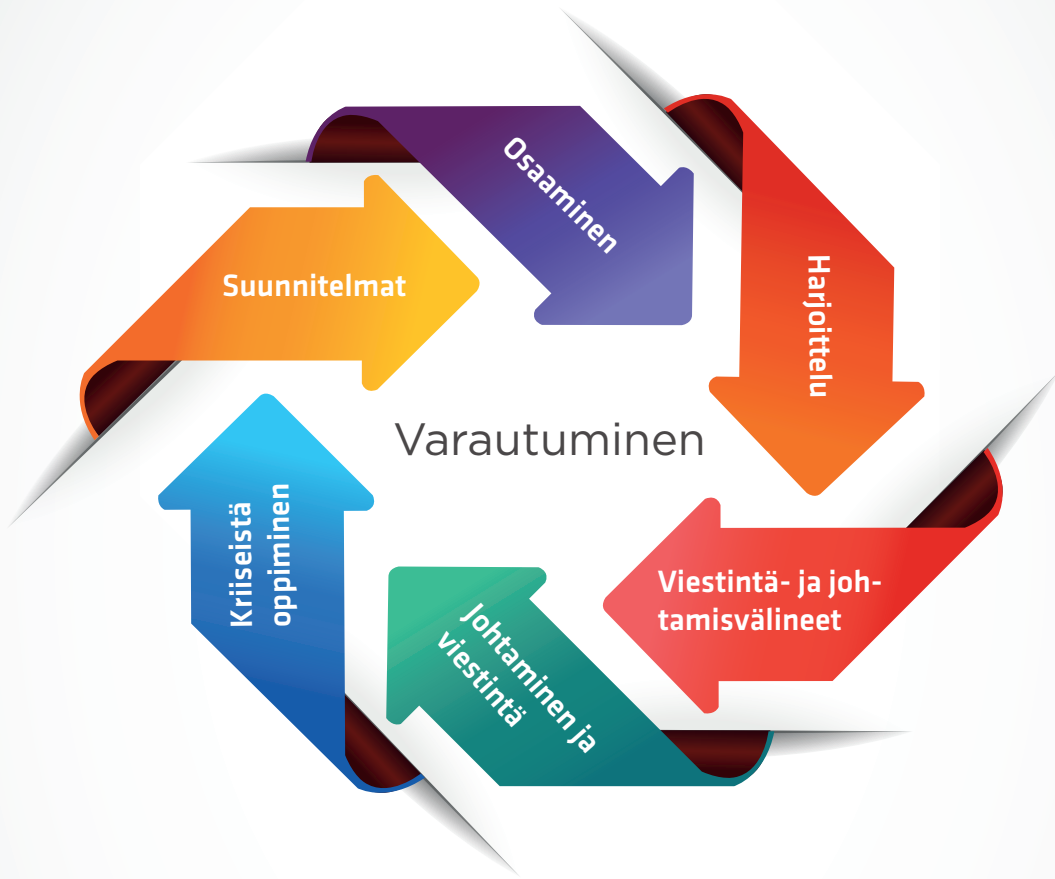 Osaaminen
Suunnitelmat
Harjoittelu
Varautuminen
Kriiseistä
oppiminen
Viestintä- ja joh-
tamisvälineet
Johtaminen ja
viestintä